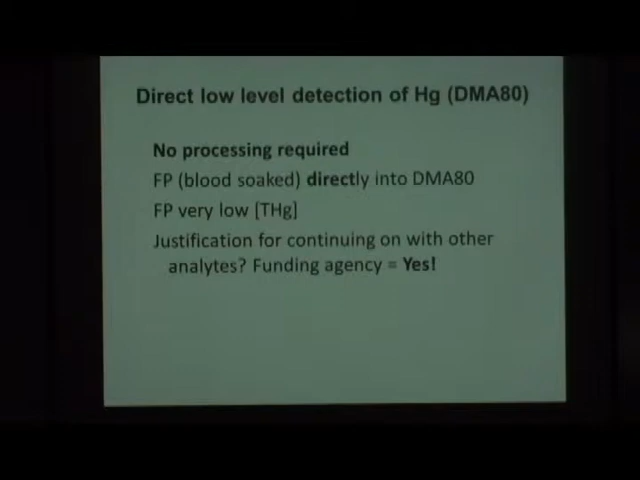 Direct low level detection of Hg (DMA80)
No processing required
FP (blood soaked) directly into DMA80
FP very low [THg]
Justification for continuing on with other
analytes? Funding agency = Yes!